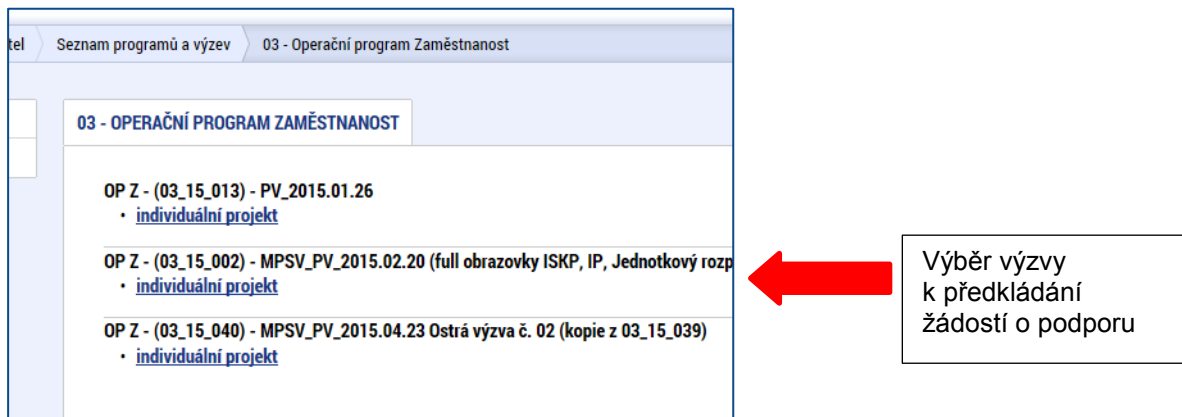 tel Seznam programů a výzev 03 - Operační program Zaměstnanost
03 - OPERAČNÍ PROGRAM ZAMĚSTNANOST
OP Z - (03_15_013) - PV_2015.01.26
• individuální projekt
OP Z - (03_15_002) - MPSV_PV_2015.02.20 (full obrazovky ISKP, IP, Jednotkový rozp
• individuální projekt
OP Z - (03_15_040) - MPSV_PV_2015.04.23 Ostrá výzva č. 02 (kopie z 03_15_039)
• individuální projekt
Výběr výzvy
k předkládání
žádostí o podporu